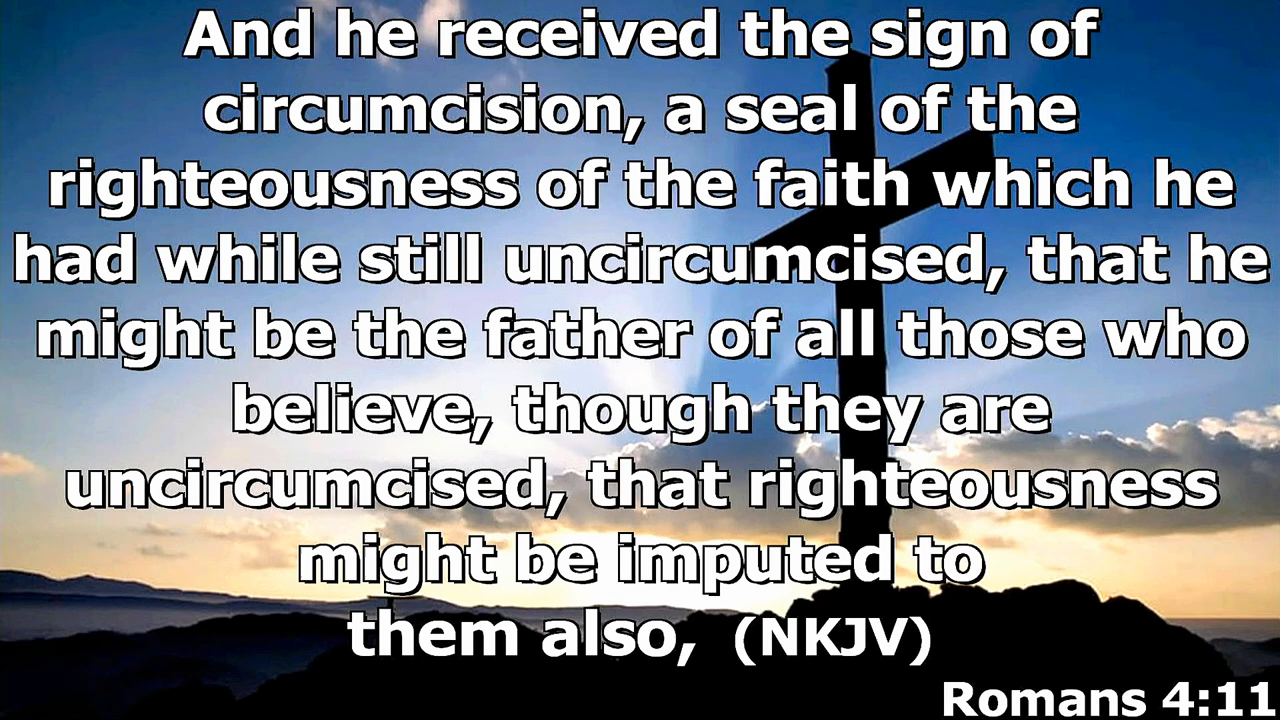 And he received the sign of
circumcision, a seal of the
righteousness of the faith which he
had while still uncircumcised, that he
might be the father of all those who
believe, though they are
uncircumcised, that righteousness
might be imputed to
them also, (NKJV)
Romans 4:11